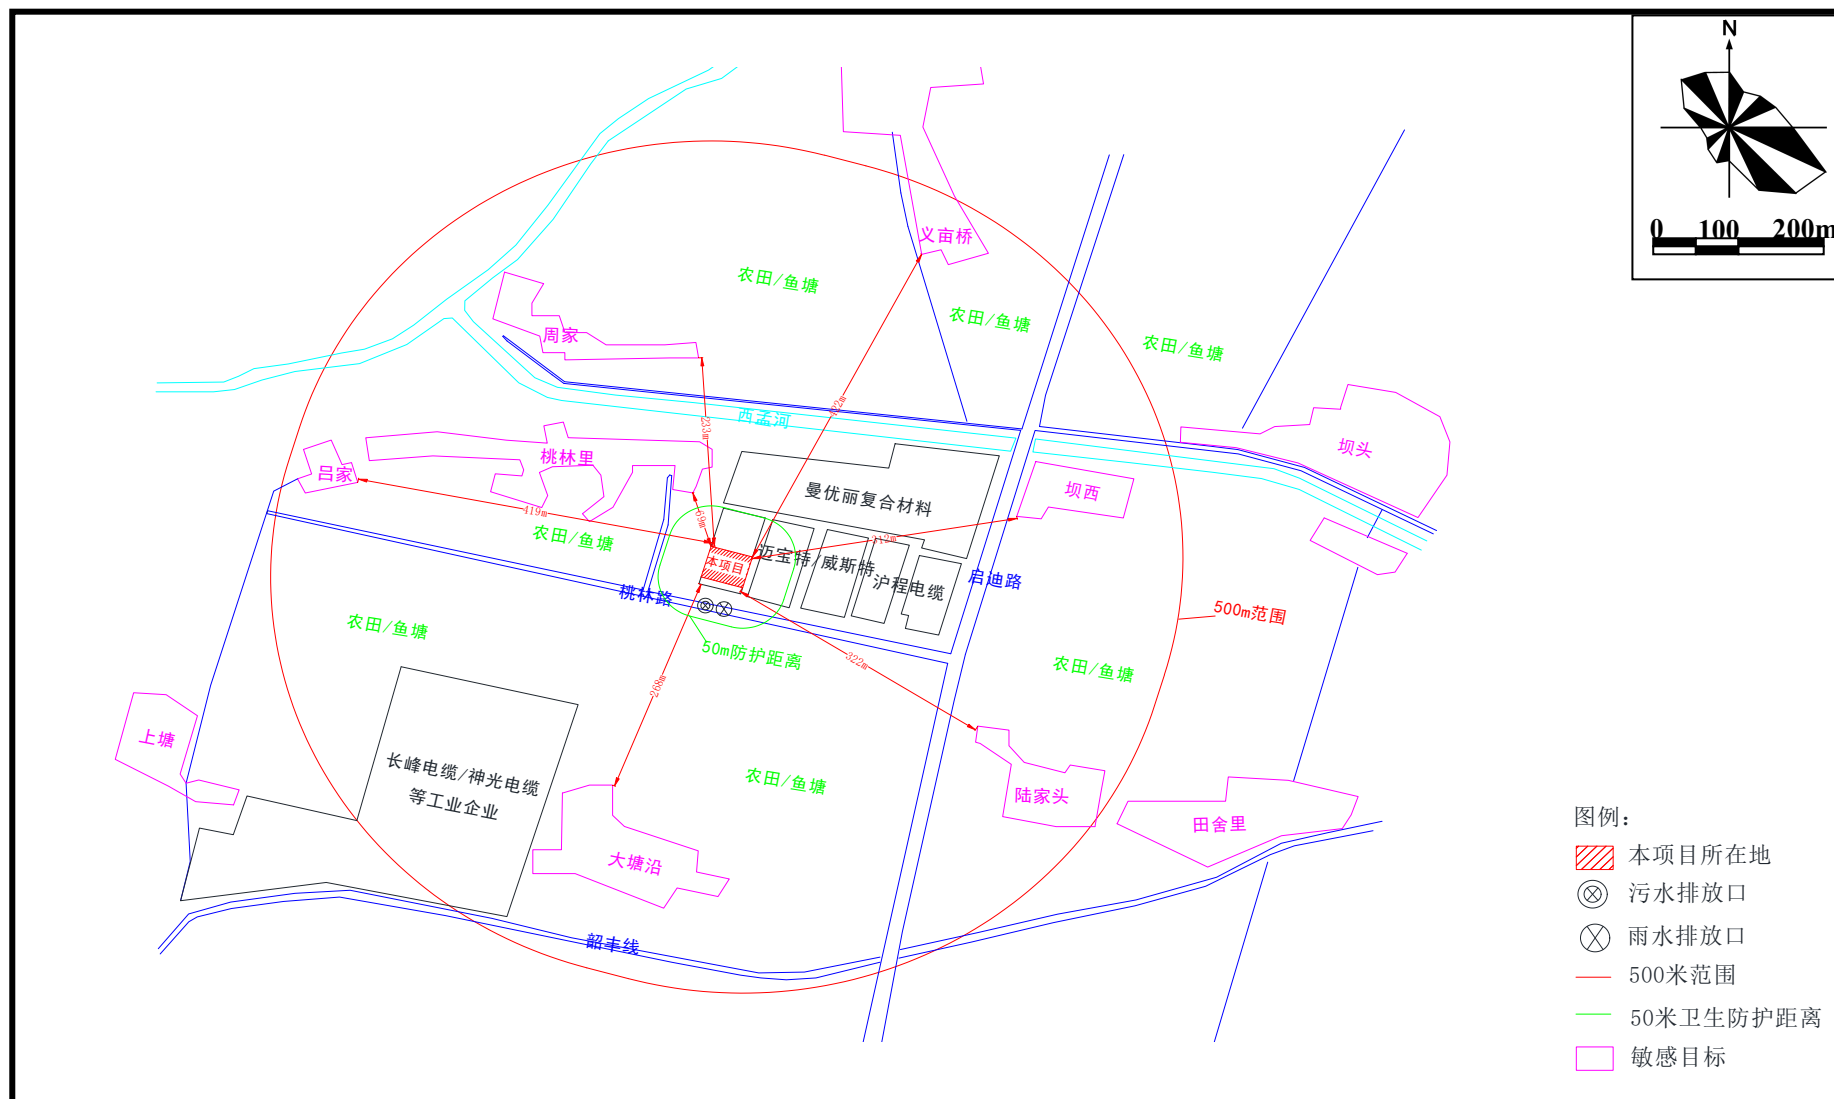 N
0 100 200m
义亩桥
农田/鱼塘
农田/鱼塘
农田/鱼塘
周家
西孟河
422m
233m
坝头
桃林里
吕家
坝西
曼优丽复合材料
419m
69m
312m
农田/鱼塘
迈宝特/威斯特
本项目
沪程电缆
启迪路
桃林路
500m范围
农田/鱼塘
50m防护距离
322m
农田/鱼塘
268m
上塘
长峰电缆/神光电缆
等工业企业
农田/鱼塘
陆家头
田舍里
大塘沿
韶丰线
图例：
本项目所在地
污水排放口
雨水排放口
500米范围
50米卫生防护距离
敏感目标